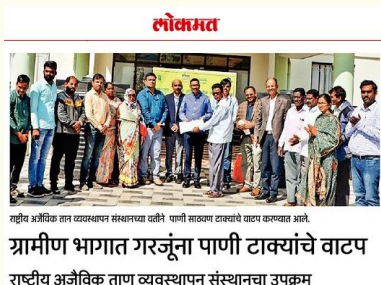 लोकमत
राष्ट्रीय अजैविक तान व्यवस्थापन संस्थानच्या वतीने पाणी साठवण टाक्यांचे वाटप करण्यात आले.
ग्रामीण भागात गरजूंना पाणी टाक्यांचे वाटप
राष्ट्रीय अजैविक ताण व्यवस्थापन संस्थानचा उपक्रम